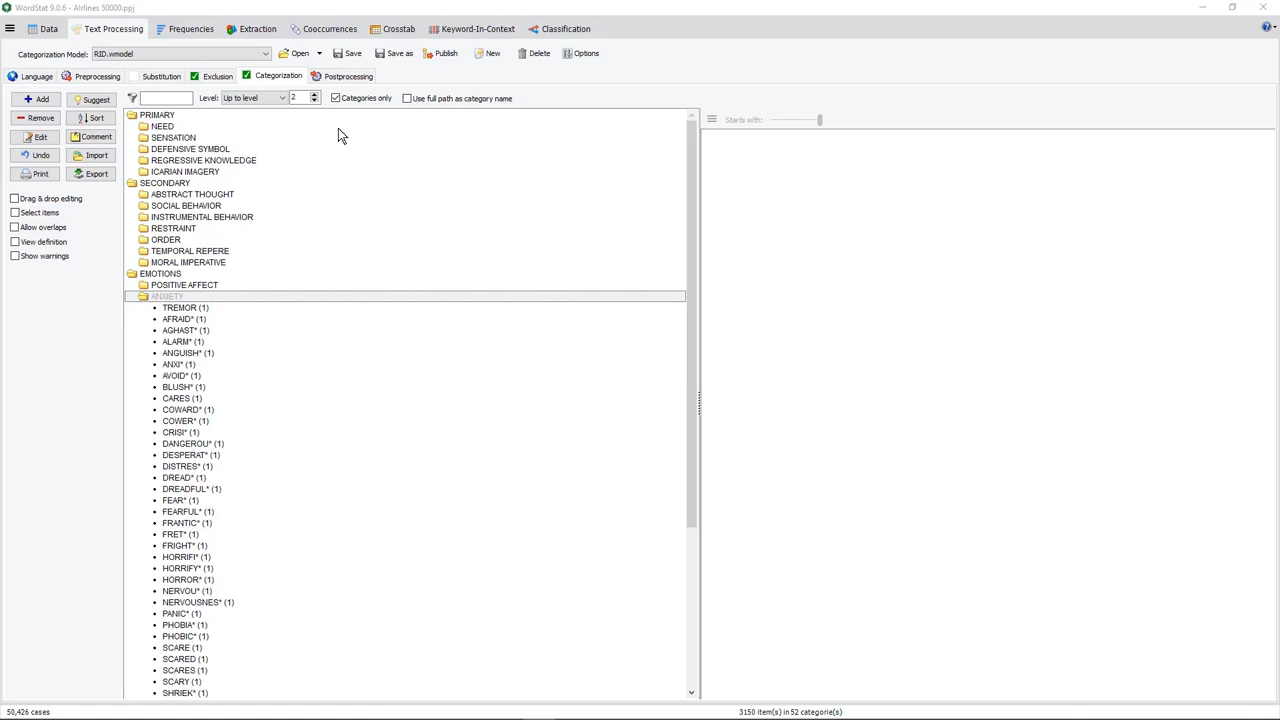 WordStat 9.0.6 - Airlines 50000.ppj
Data Text Processing Frequencies Extraction Cooccurrences Crosstab Keyword-In-Context Classification
Categorization Model: RID.wmodel Open Save Save as Publish New Delete Options
Language Preprocessing Substitution Exclusion Categorization Postprocessing
Add Suggest Level: Up to level 2 Categories only Use full path as category name
Remove Sort
Edit Comment
Undo Import
Print Export
Drag & drop editing
Select items
Allow overlaps
View definition
Show warnings
PRIMARY
NEED
SENSATION
DEFENSIVE SYMBOL
REGRESSIVE KNOWLEDGE
ICARIAN IMAGERY
SECONDARY
ABSTRACT THOUGHT
SOCIAL BEHAVIOR
INSTRUMENTAL BEHAVIOR
RESTRAINT
ORDER
TEMPORAL REPERE
MORAL IMPERATIVE
EMOTIONS
POSITIVE AFFECT
ANXIETY
TREMOR (1)
AFRAID* (1)
AGHAST* (1)
ALARM* (1)
ANGUISH* (1)
ANXI* (1)
AVOID* (1)
BLUSH* (1)
CARES (1)
COWARD* (1)
COWER* (1)
CRISI* (1)
DANGEROU* (1)
DESPERAT* (1)
DISTRES* (1)
DREAD* (1)
DREADFUL* (1)
FEAR* (1)
FEARFUL* (1)
FRANTIC* (1)
FRET* (1)
FRIGHT* (1)
HORRIFI* (1)
HORRIFY* (1)
HORROR* (1)
NERVOU* (1)
NERVOUSNES* (1)
PANIC* (1)
PHOBIA* (1)
PHOBIC* (1)
SCARE (1)
SCARED (1)
SCARES (1)
SCARY (1)
SHRIEK* (1)
Starts with:
50,426 cases
3150 item(s) in 52 categorie(s)